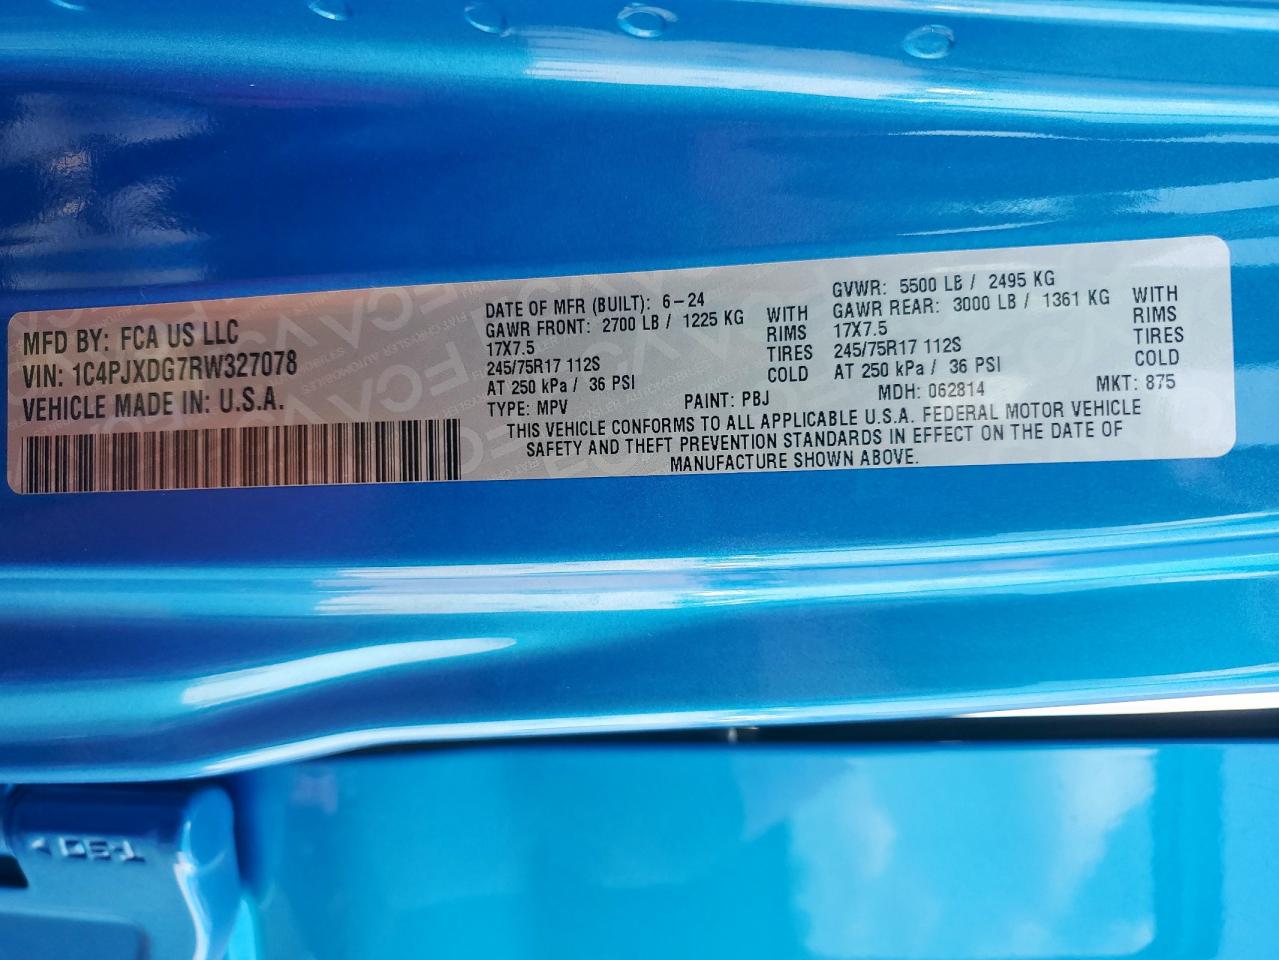 MFD BY: FCA US LLC
VIN: 1C4PJXDG7RW327078
VEHICLE MADE IN: U.S.A.
DATE OF MFR (BUILT): 6-24
GAWR FRONT: 2700 LB / 1225 KG WITH
17X7.5 RIMS
245/75R17 112S TIRES
AT 250 kPa / 36 PSI COLD
GVWR: 5500 LB / 2495 KG
GAWR REAR: 3000 LB / 1361 KG WITH
17X7.5 RIMS
245/75R17 112S TIRES
AT 250 kPa / 36 PSI COLD
TYPE: MPV PAINT: PBJ MDH: 062814 MKT: 875
THIS VEHICLE CONFORMS TO ALL APPLICABLE U.S.A. FEDERAL MOTOR VEHICLE
SAFETY AND THEFT PREVENTION STANDARDS IN EFFECT ON THE DATE OF
MANUFACTURE SHOWN ABOVE.